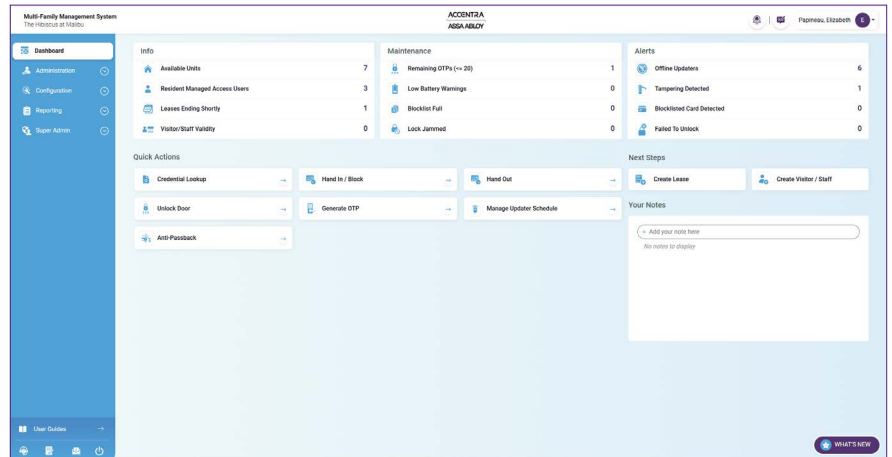 Multi-Family Management System
The Hibiscus at Malibu
ACCENTRA
ASSA ABLOY
Papineau, Elizabeth
E
Dashboard
Administration
Configuration
Reporting
Super Admin
Info
Available Units 7
Resident Managed Access Users 3
Leases Ending Shortly 1
Visitor/Staff Validity 0
Maintenance
Remaining OTPs (<= 20) 1
Low Battery Warnings 0
Blocklist Full 0
Lock Jammed 0
Alerts
Offline Updaters 6
Tampering Detected 1
Blocklisted Card Detected 0
Failed To Unlock 0
Quick Actions
Credential Lookup
Hand In / Block
Hand Out
Unlock Door
Generate OTP
Manage Updater Schedule
Anti-Passback
Next Steps
Create Lease
Create Visitor / Staff
Your Notes
+ Add your note here
No notes to display
User Guides
WHAT'S NEW